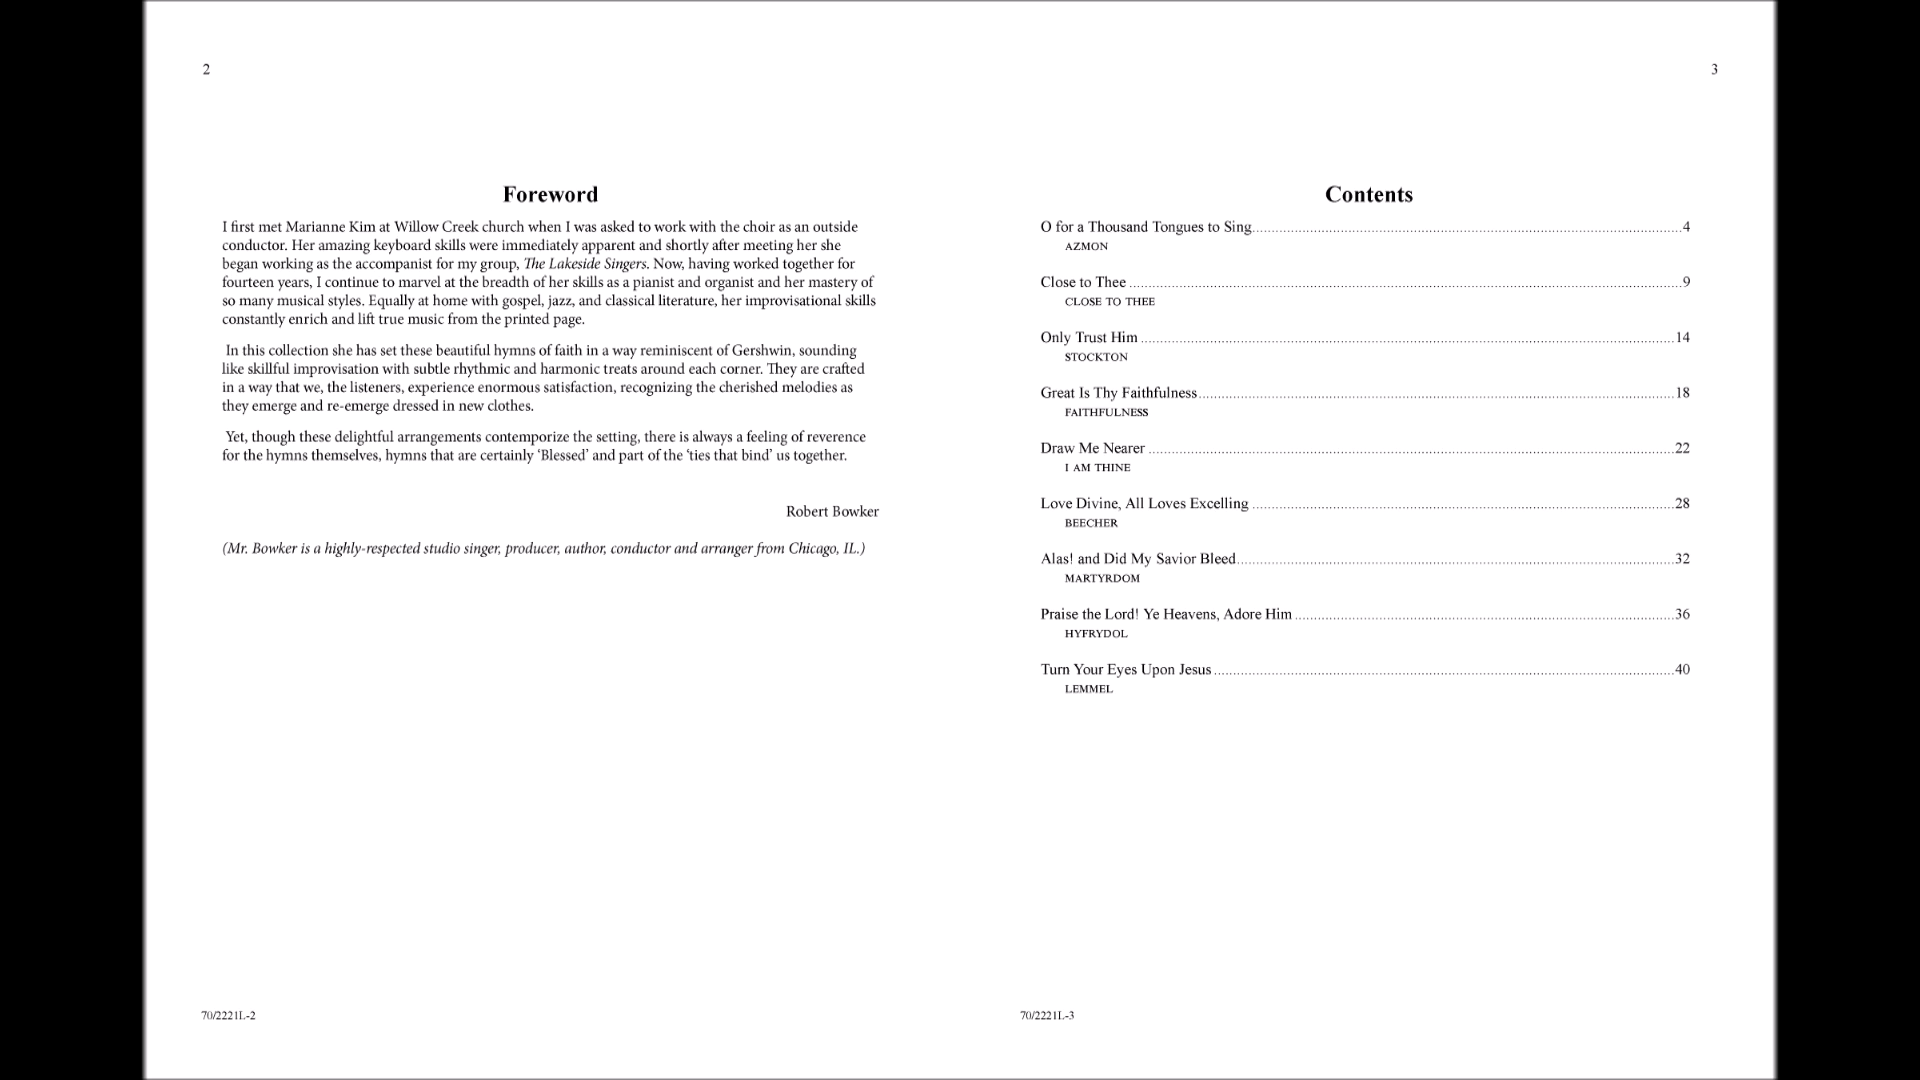 2
Foreword
I first met Marianne Kim at Willow Creek church when I was asked to work with the choir as an outside
conductor. Her amazing keyboard skills were immediately apparent and shortly after meeting her she
began working as the accompanist for my group, The Lakeside Singers. Now, having worked together for
fourteen years, I continue to marvel at the breadth of her skills as a pianist and organist and her mastery of
so many musical styles. Equally at home with gospel, jazz, and classical literature, her improvisational skills
constantly enrich and lift true music from the printed page.
In this collection she has set these beautiful hymns of faith in a way reminiscent of Gershwin, sounding
like skillful improvisation with subtle rhythmic and harmonic treats around each corner. They are crafted
in a way that we, the listeners, experience enormous satisfaction, recognizing the cherished melodies as
they emerge and re-emerge dressed in new clothes.
Yet, though these delightful arrangements contemporize the setting, there is always a feeling of reverence
for the hymns themselves, hymns that are certainly ‘Blessed’ and part of the ‘ties that bind’ us together.
Robert Bowker
(Mr. Bowker is a highly-respected studio singer, producer, author, conductor and arranger from Chicago, IL.)
70/2221L-2
3
Contents
O for a Thousand Tongues to Sing 4
AZMON
Close to Thee 9
CLOSE TO THEE
Only Trust Him 14
STOCKTON
Great Is Thy Faithfulness 18
FAITHFULNESS
Draw Me Nearer 22
I AM THINE
Love Divine, All Loves Excelling 28
BEECHER
Alas! and Did My Savior Bleed 32
MARTYRDOM
Praise the Lord! Ye Heavens, Adore Him 36
HYFRYDOL
Turn Your Eyes Upon Jesus 40
LEMMEL
70/2221L-3